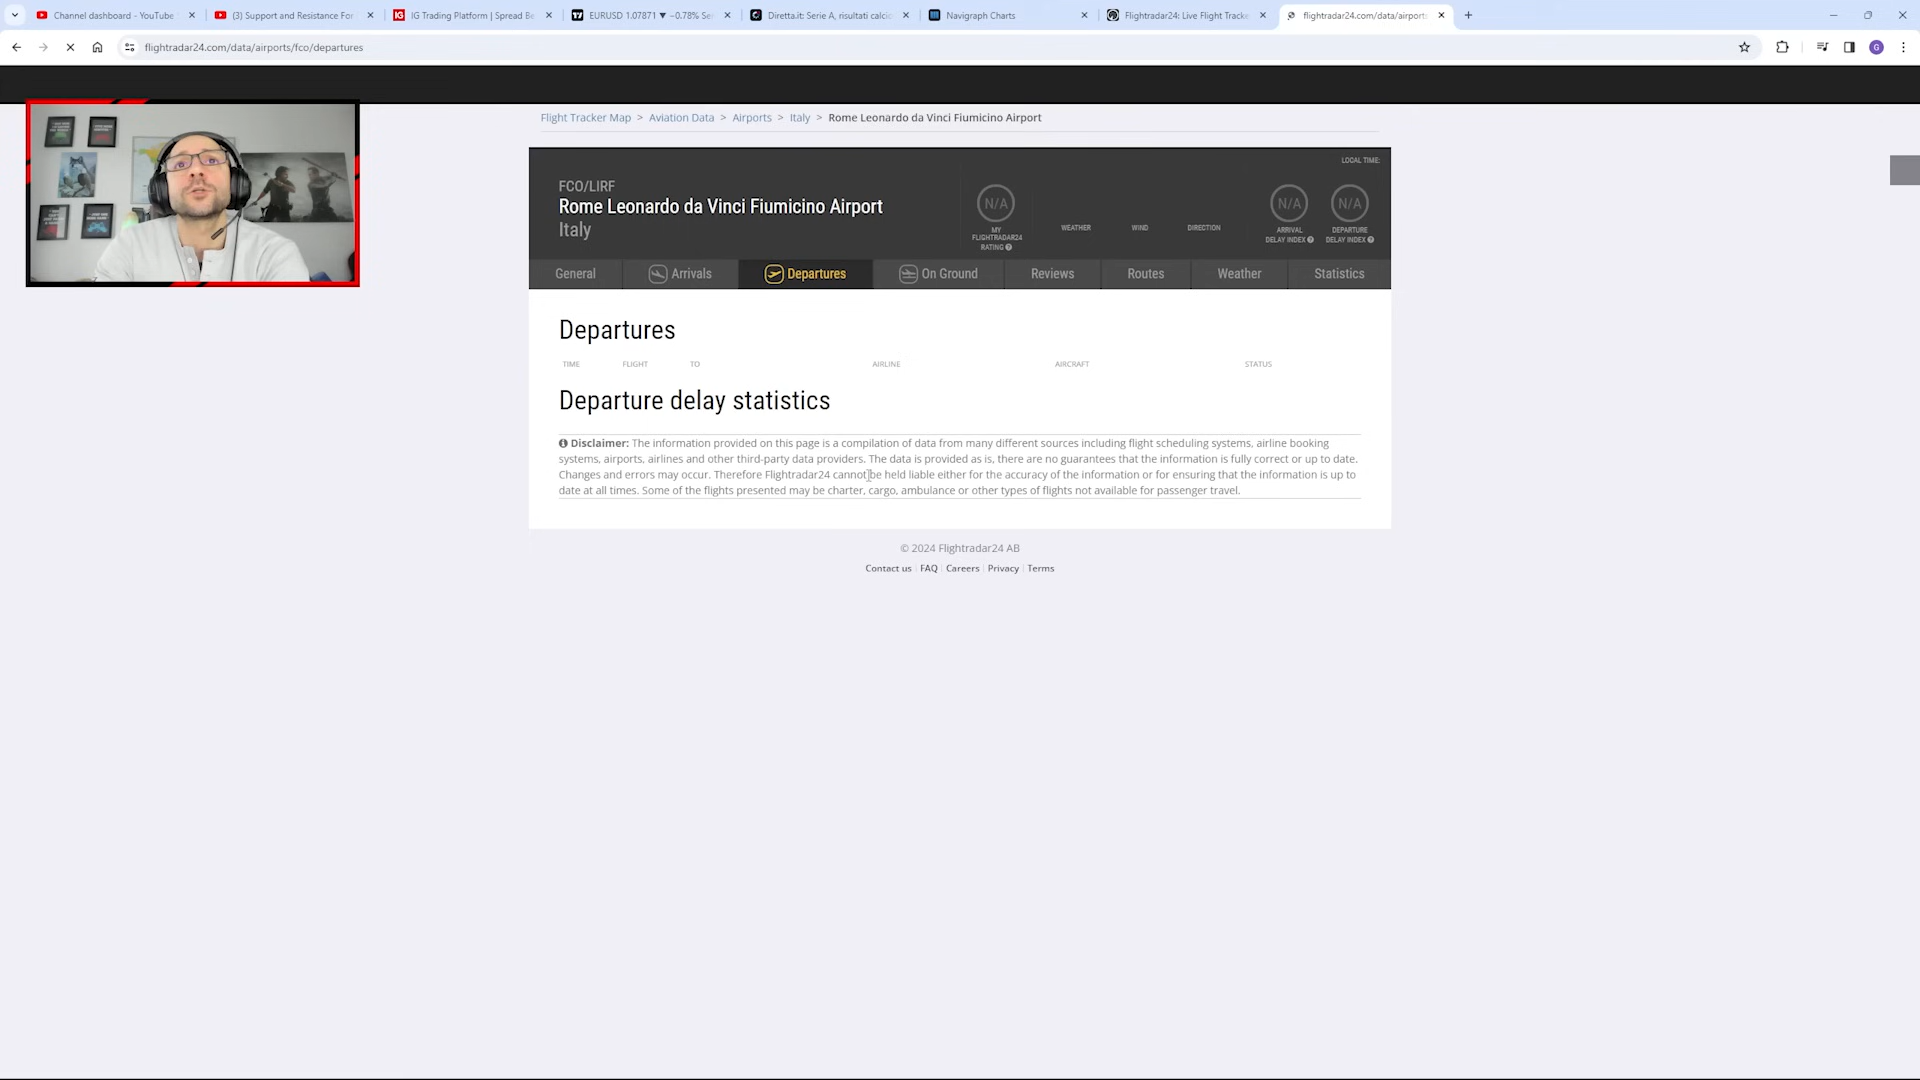 Channel dashboard - YouTube
(3) Support and Resistance For
IG Trading Platform | Spread Be
EURUSD 1.07871 ▼ −0.78% Se
Diretta.it: Serie A, risultati calcio
Navigraph Charts
Flightradar24: Live Flight Tracke
flightradar24.com/data/airport
flightradar24.com/data/airports/fco/departures
G
Flight Tracker Map > Aviation Data > Airports > Italy > Rome Leonardo da Vinci Fiumicino Airport
LOCAL TIME:
FCO/LIRF
Rome Leonardo da Vinci Fiumicino Airport
Italy
N/A
MY
FLIGHTRADAR24
RATING
WEATHER
WIND
DIRECTION
N/A
ARRIVAL
DELAY INDEX
N/A
DEPARTURE
DELAY INDEX
General
Arrivals
Departures
On Ground
Reviews
Routes
Weather
Statistics
Departures
TIME FLIGHT TO AIRLINE AIRCRAFT STATUS
Departure delay statistics
Disclaimer: The information provided on this page is a compilation of data from many different sources including flight scheduling systems, airline booking
systems, airports, airlines and other third-party data providers. The data is provided as is, there are no guarantees that the information is fully correct or up to date.
Changes and errors may occur. Therefore Flightradar24 cannot be held liable either for the accuracy of the information or for ensuring that the information is up to
date at all times. Some of the flights presented may be charter, cargo, ambulance or other types of flights not available for passenger travel.
© 2024 Flightradar24 AB
Contact us | FAQ | Careers | Privacy | Terms